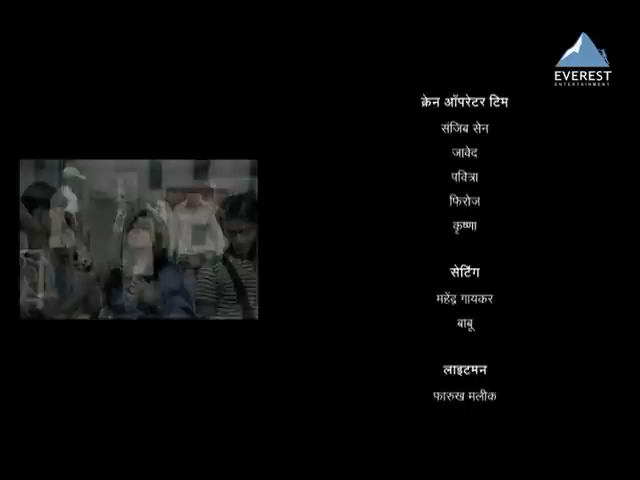 EVEREST
ENTERTAINMENT
क्रेन ऑपरेटर टिम
संजिब सेन
जावेद
पवित्रा
फिरोज
कृष्णा
सेटिंग
महेंद्र गायकर
बाबू
लाइटमन
फारुख मलीक